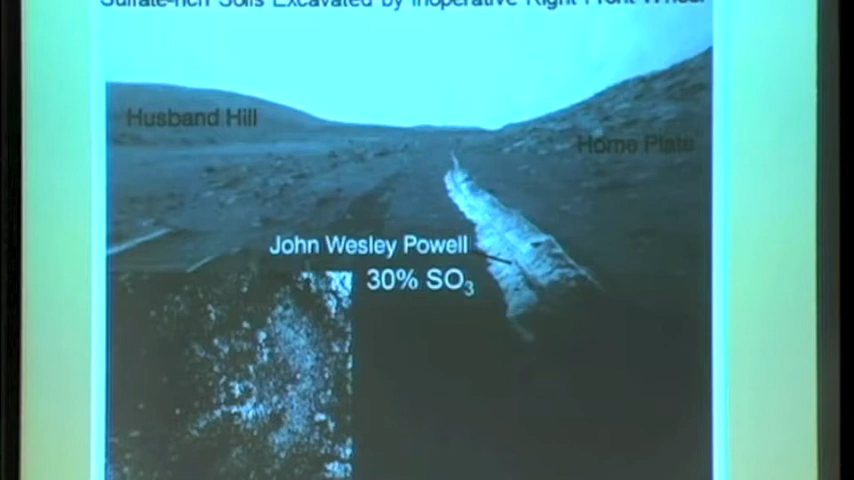 Sulfate-rich Soils Excavated by Inoperative Right Front Wheel
Husband Hill
Home Plate
John Wesley Powell
30% SO₃